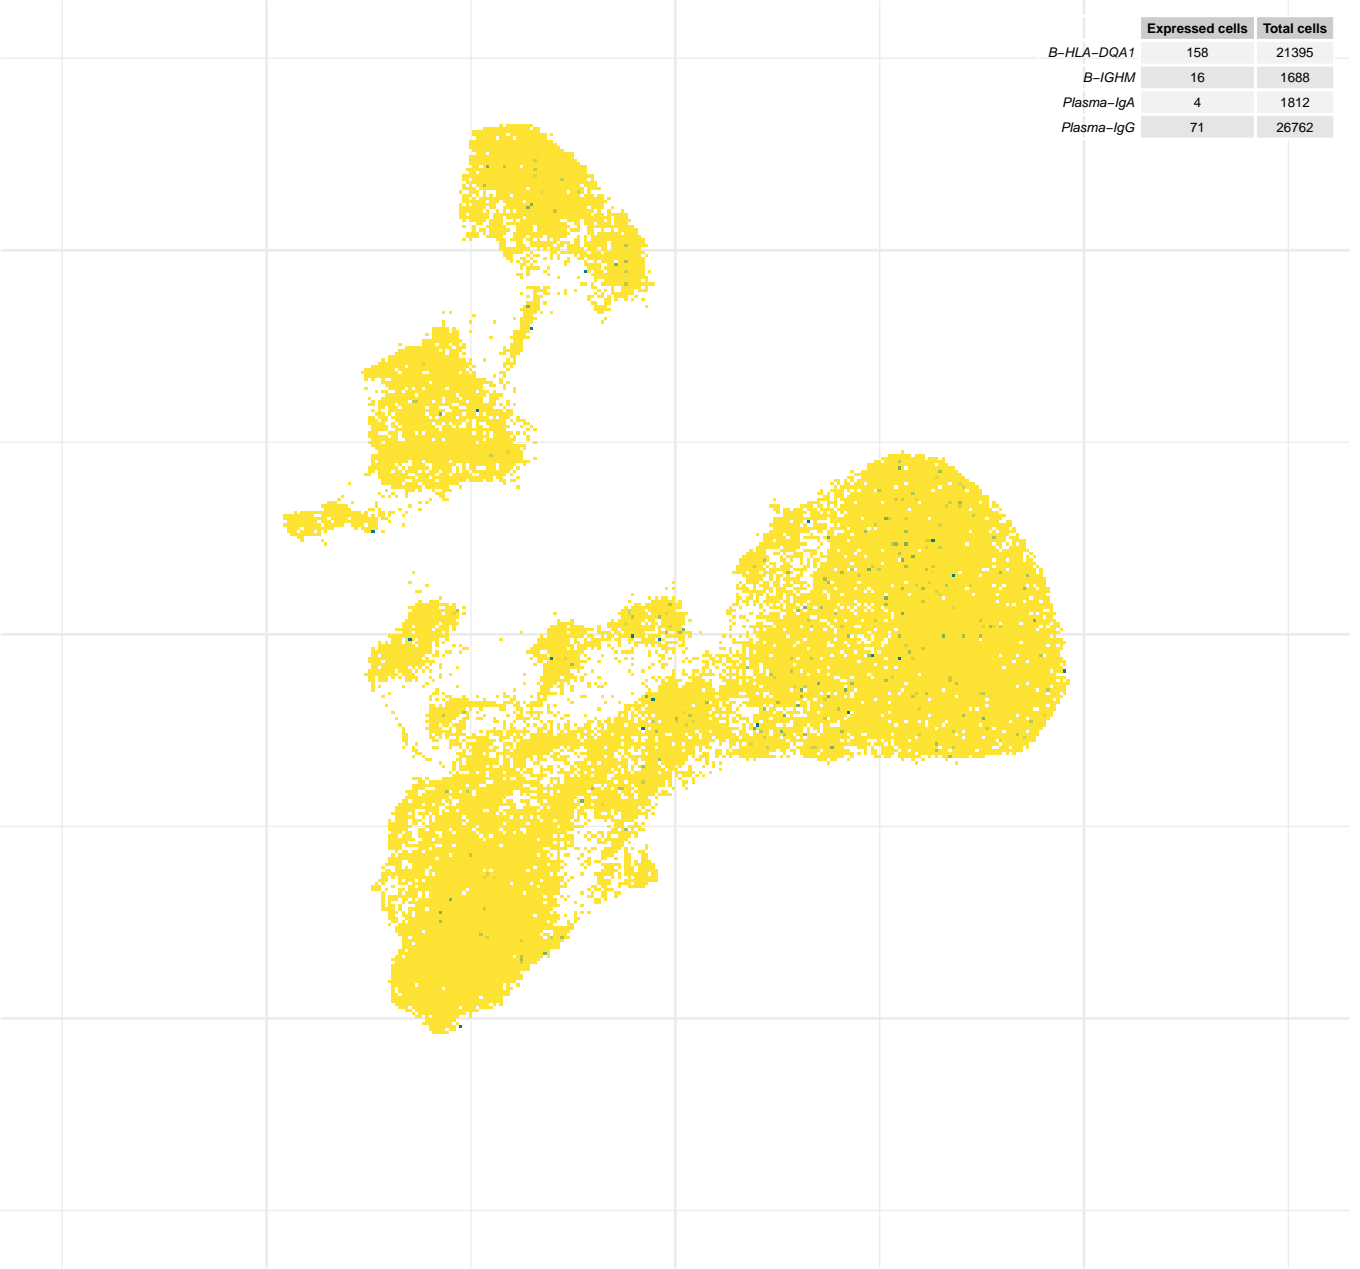 Expressed cells Total cells
B−HLA−DQA1 158 21395
B−IGHM 16 1688
Plasma−IgA 4 1812
Plasma−IgG 71 26762